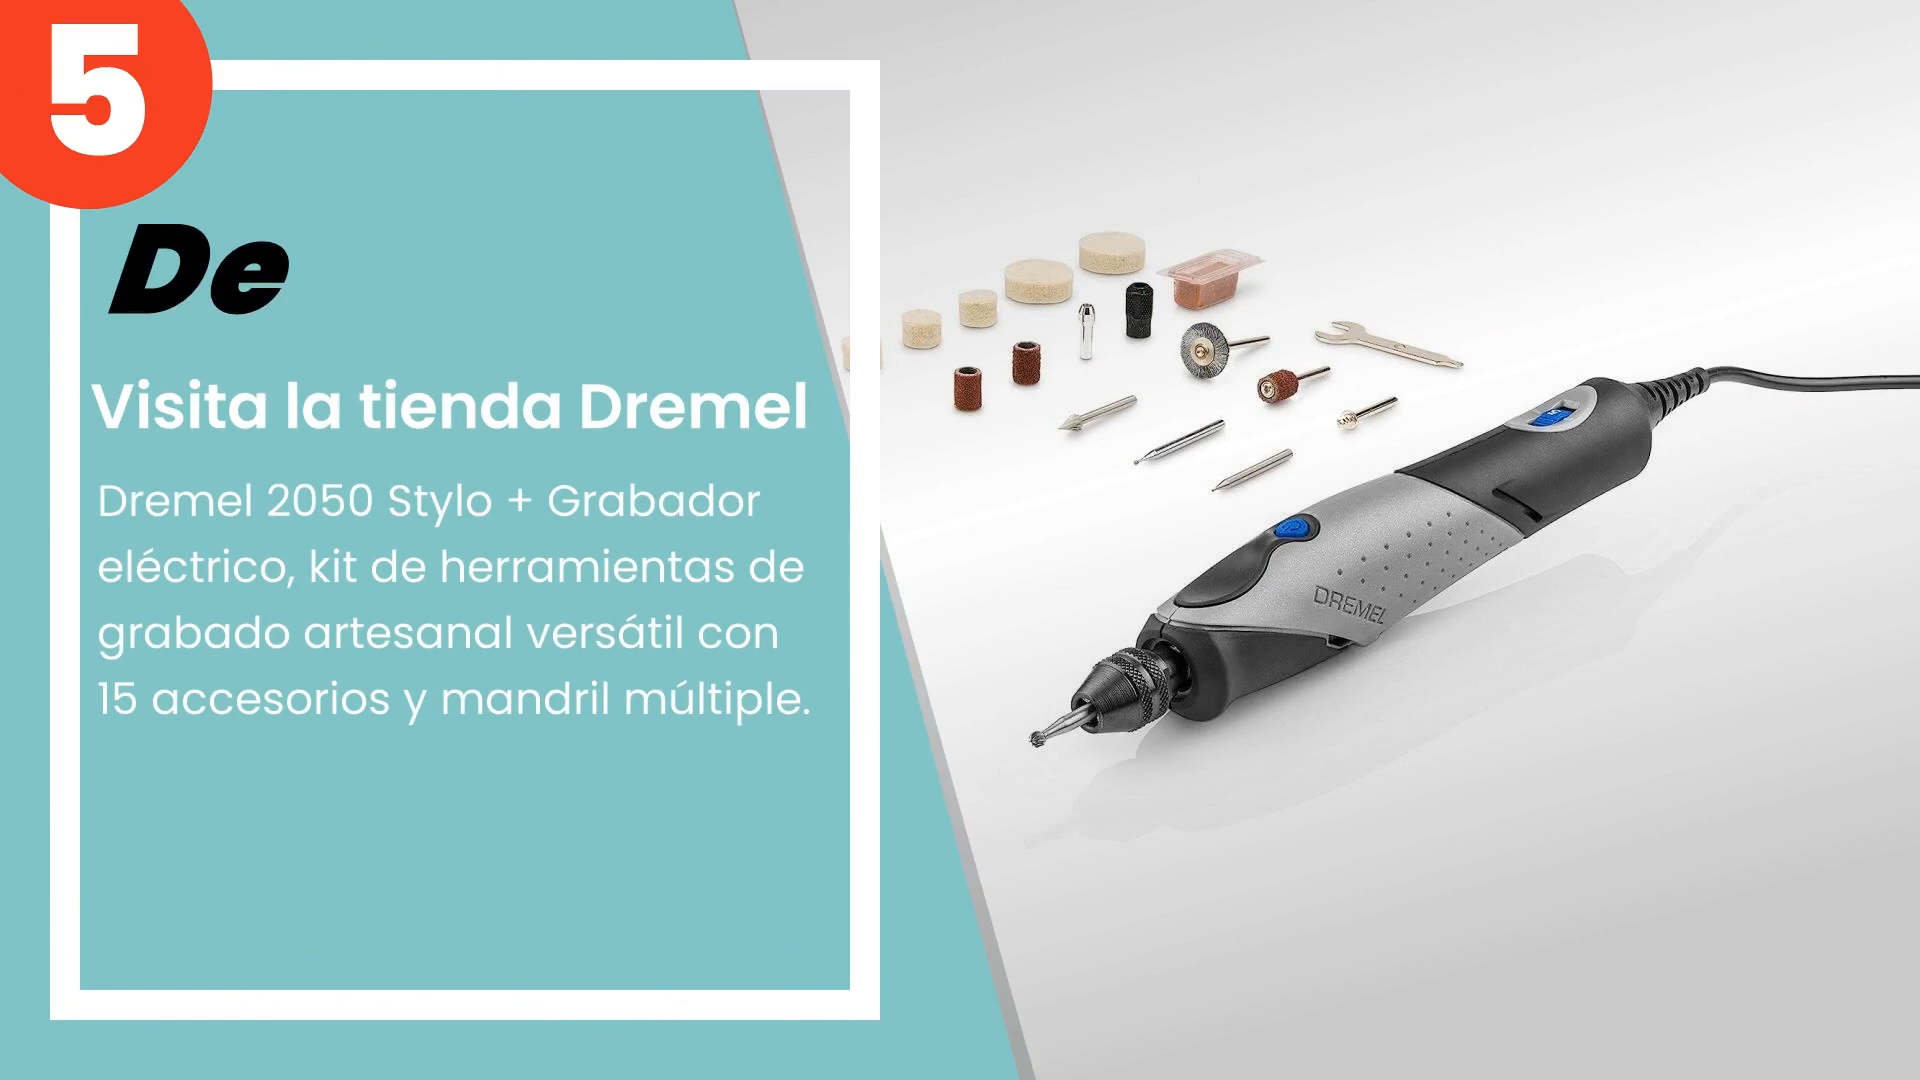 5
De
Visita la tienda Dremel
Dremel 2050 Stylo + Grabador
eléctrico, kit de herramientas de
grabado artesanal versátil con
15 accesorios y mandril múltiple.
DREMEL